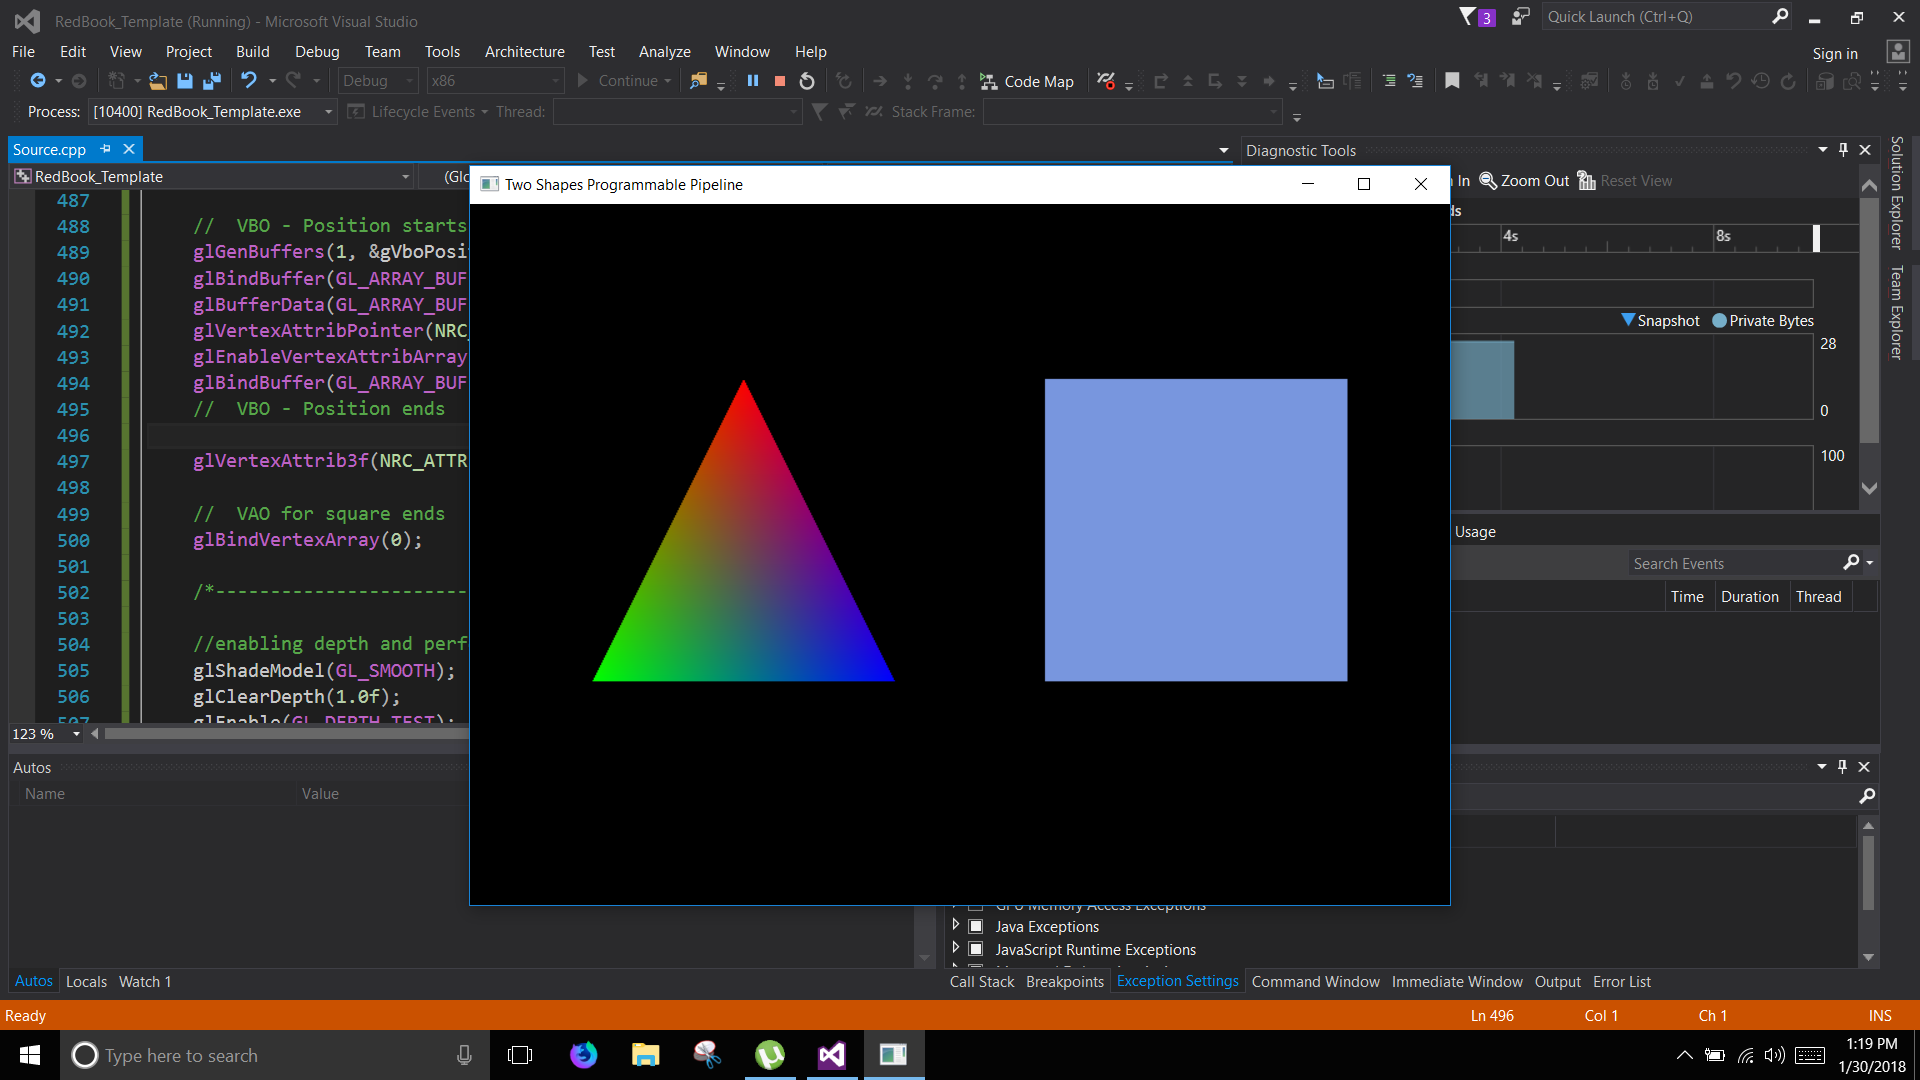 RedBook_Template (Running) - Microsoft Visual Studio
3
Quick Launch (Ctrl+Q)
File Edit View Project Build Debug Team Tools Architecture Test Analyze Window Help
Sign in
Debug x86 Continue Code Map
Process: [10400] RedBook_Template.exe Lifecycle Events Thread: Stack Frame:
Source.cpp
Diagnostic Tools
RedBook_Template (Glo
Two Shapes Programmable Pipeline
In Zoom Out Reset View
ds
4s 8s
Snapshot Private Bytes
28
0
100
Usage
Search Events
Time Duration Thread
Solution Explorer
Team Explorer
487
488 // VBO - Position starts
489 glGenBuffers(1, &gVboPosi
490 glBindBuffer(GL_ARRAY_BUF
491 glBufferData(GL_ARRAY_BUF
492 glVertexAttribPointer(NRC_
493 glEnableVertexAttribArray
494 glBindBuffer(GL_ARRAY_BUF
495 // VBO - Position ends
496
497 glVertexAttrib3f(NRC_ATTR
498
499 // VAO for square ends
500 glBindVertexArray(0);
501
502 /*-----------------------
503
504 //enabling depth and perf
505 glShadeModel(GL_SMOOTH);
506 glClearDepth(1.0f);
507 glEnable(GL_DEPTH_TEST);
123 %
Autos
Name Value
GPU Memory Access Exceptions
Java Exceptions
JavaScript Runtime Exceptions
Autos Locals Watch 1
Call Stack Breakpoints Exception Settings Command Window Immediate Window Output Error List
Ready Ln 496 Col 1 Ch 1 INS
Type here to search
1:19 PM
1/30/2018